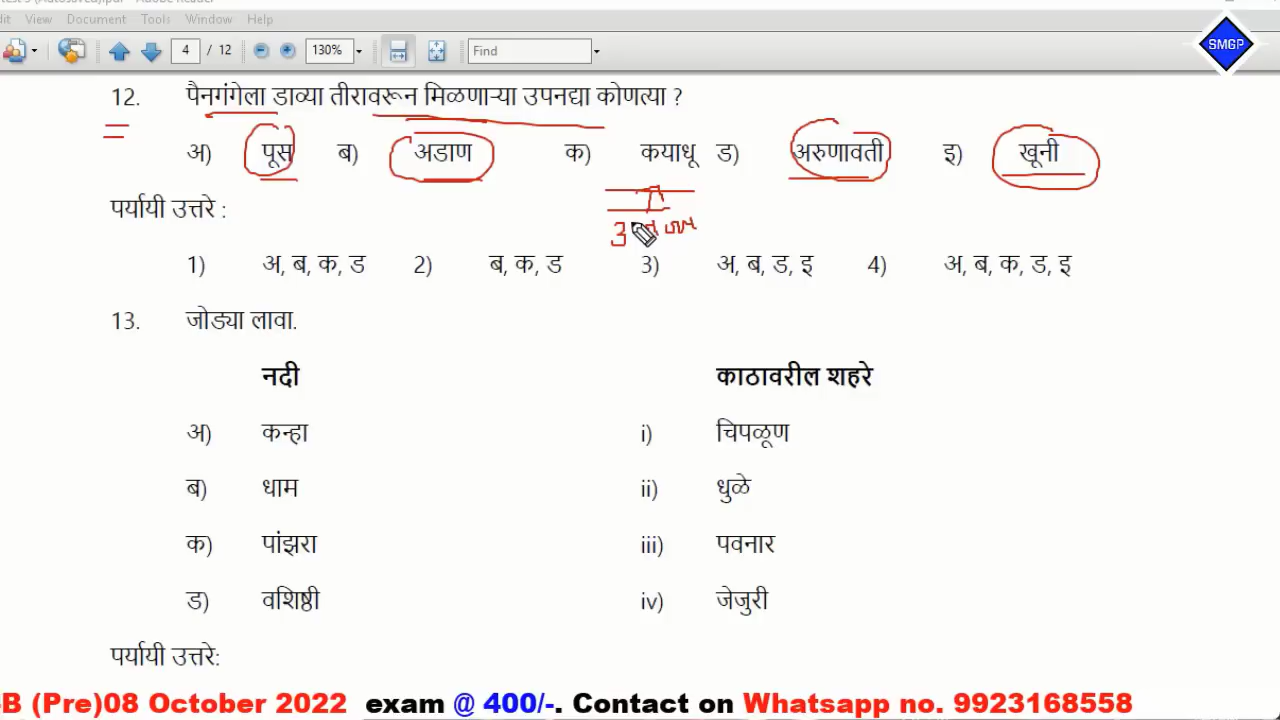 dit View Document Tools Window Help
4 / 12 130% Find
SMGP
12. पैनगंगेला डाव्या तीरावरून मिळणाऱ्या उपनद्या कोणत्या ?
अ) पूस ब) अडाण क) कयाधू ड) अरुणावती इ) खूनी
पर्यायी उत्तरे :
1) अ, ब, क, ड 2) ब, क, ड 3) अ, ब, ड, इ 4) अ, ब, क, ड, इ
13. जोड्या लावा.
नदी काठावरील शहरे
अ) कऱ्हा i) चिपळूण
ब) धाम ii) धुळे
क) पांझरा iii) पवनार
ड) वशिष्ठी iv) जेजुरी
पर्यायी उत्तरे:
B (Pre)08 October 2022 exam @ 400/-. Contact on Whatsapp no. 9923168558